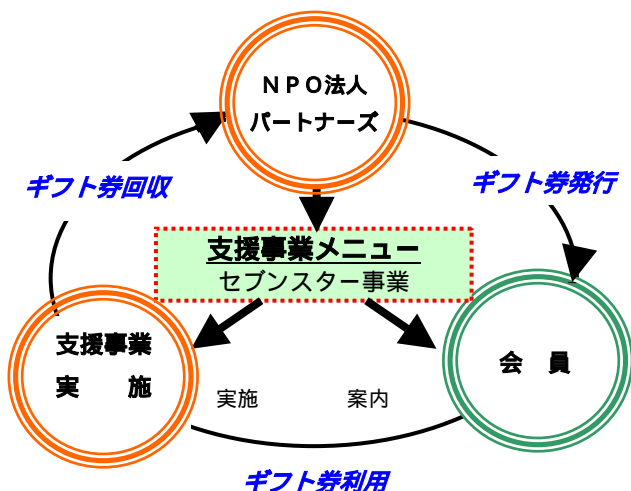 ＮＰＯ法人
パートナーズ
ギフト券回収
ギフト券発行
支援事業メニュー
セブンスター事業
支援事業
実　　施
会　員
実施
案内
ギフト券利用